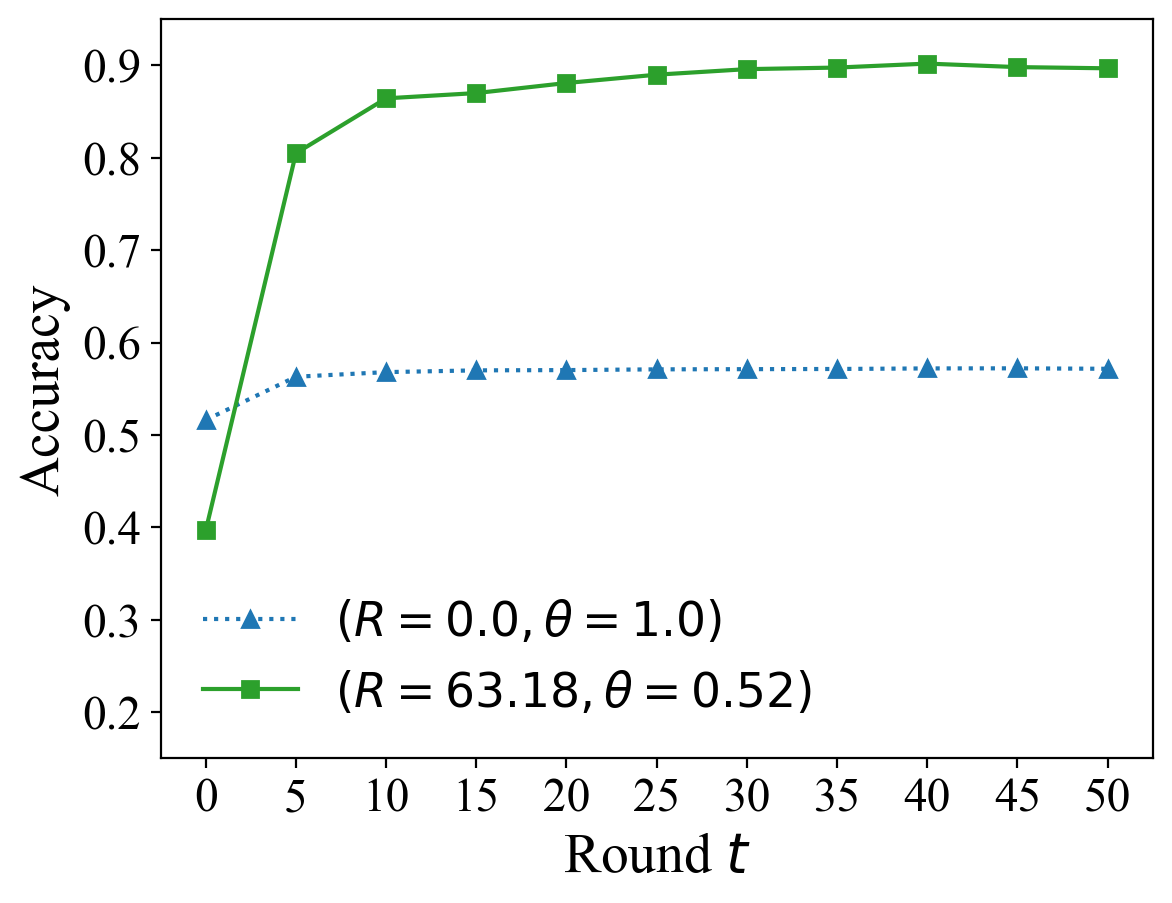 Accuracy
0.9
0.8
0.7
0.6
0.5
0.4
0.3
0.2
(R = 0.0, θ = 1.0)
(R = 63.18, θ = 0.52)
0 5 10 15 20 25 30 35 40 45 50
Round t